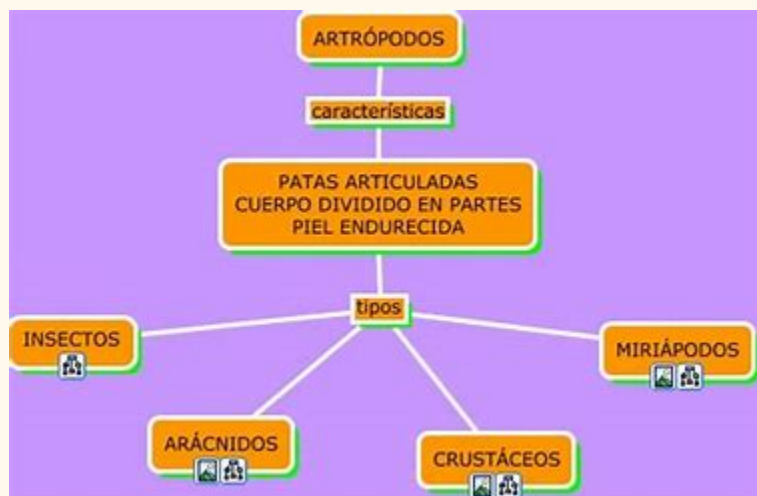 ARTRÓPODOS
características
PATAS ARTICULADAS
CUERPO DIVIDIDO EN PARTES
PIEL ENDURECIDA
tipos
INSECTOS
MIRIÁPODOS
ARÁCNIDOS
CRUSTÁCEOS